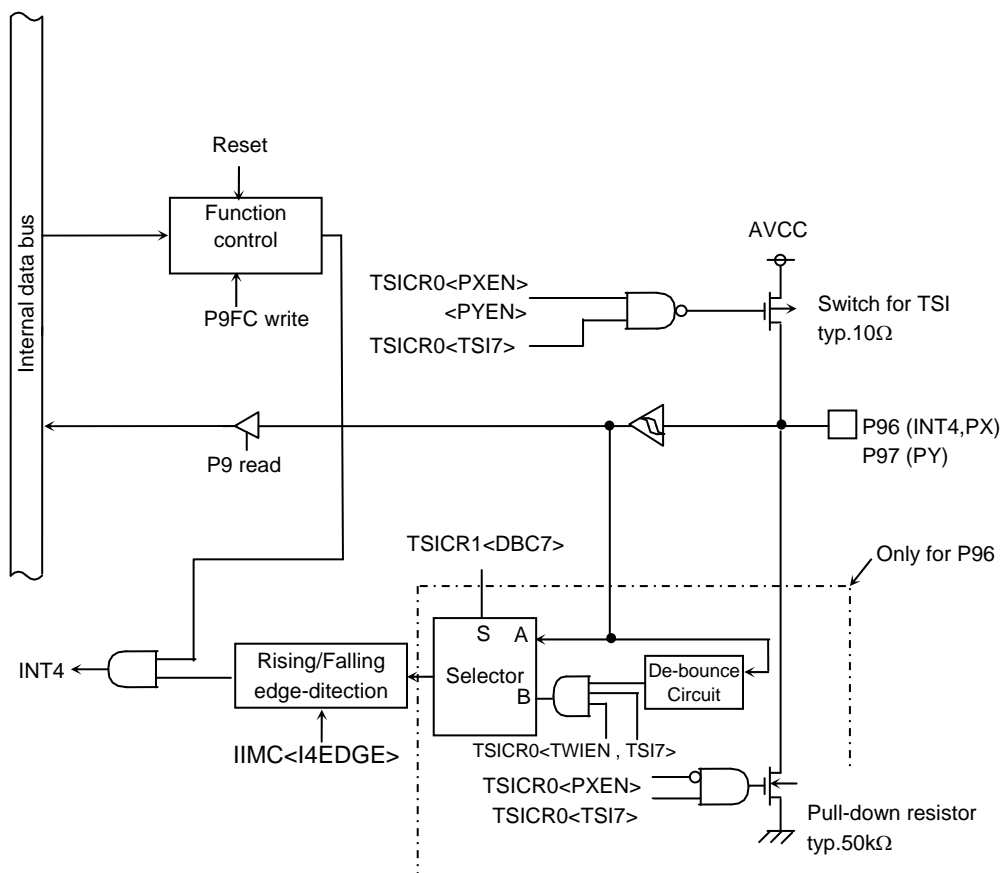 Reset
Internal data bus
Function
control
P9FC write
AVCC
TSICR0<PXEN>
<PYEN>
TSICR0<TSI7>
Switch for TSI
typ.10Ω
P9 read
P96 (INT4,PX)
P97 (PY)
TSICR1<DBC7>
Only for P96
S
A
Selector
B
De-bounce
Circuit
INT4
Rising/Falling
edge-ditection
IIMC<I4EDGE>
TSICR0<TWIEN , TSI7>
TSICR0<PXEN>
TSICR0<TSI7>
Pull-down resistor
typ.50kΩ